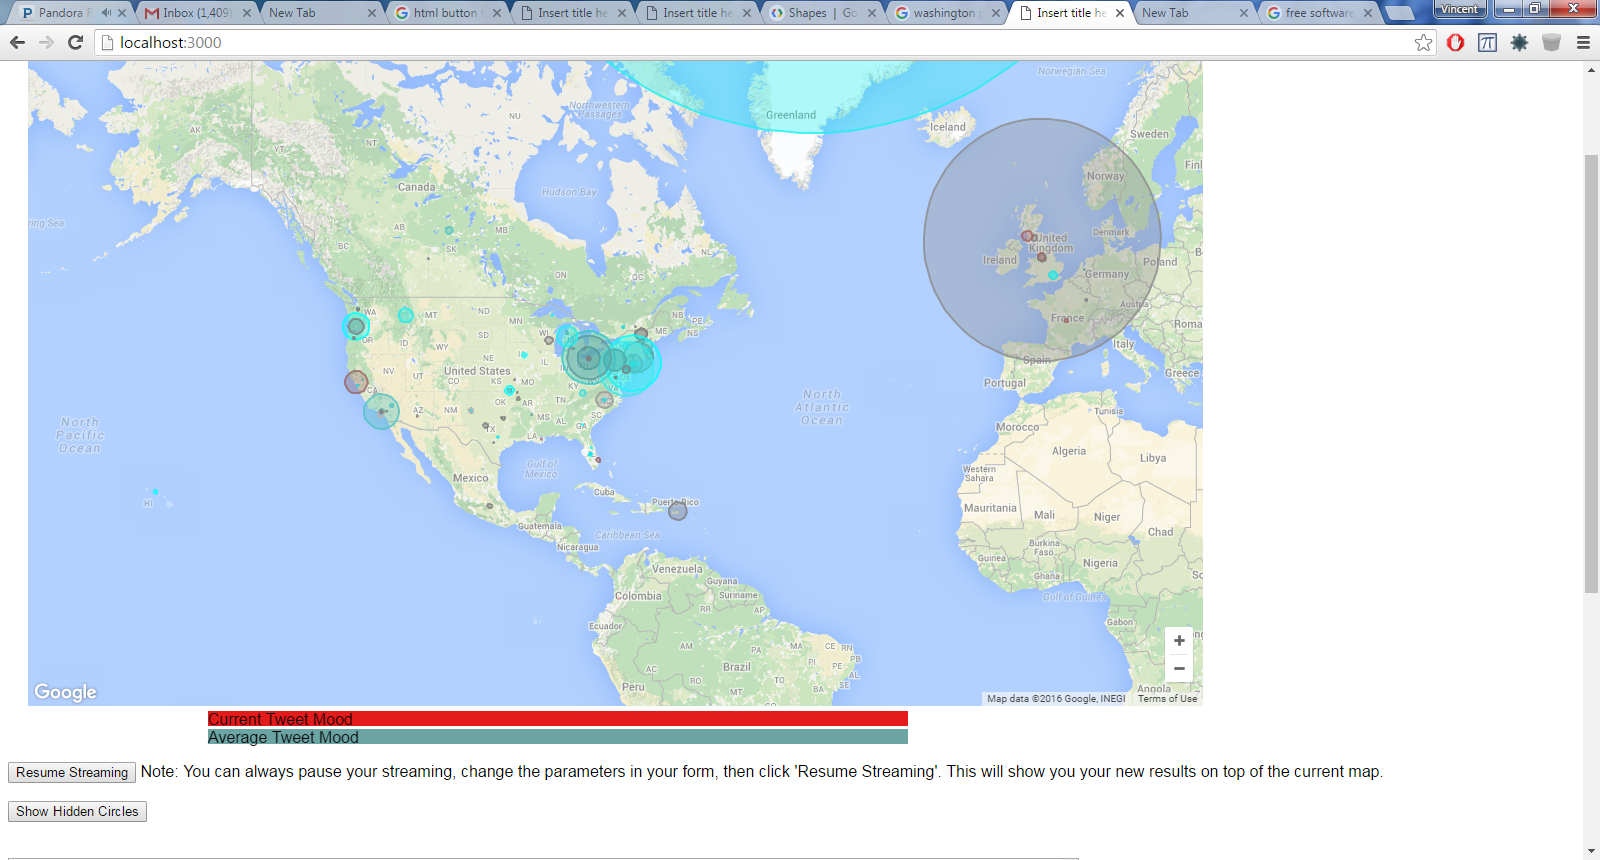 Pandora R
Inbox (1,409)
New Tab
html button t
Insert title he
Insert title he
Shapes | Go
washington p
Insert title he
New Tab
free software
Vincent
localhost:3000
Norwegian Sea
Northwestern Passages
Greenland
Iceland
Sweden
NU
AK
YT
NT
Norway
Canada
Hudson Bay
AB
MB
SK
BC
NL
ON
QC
United Kingdom
Denmark
Ireland
Poland
Germany
Austria
France
Roma
Italy
Spain
Portugal
Greece
WA
MT
ND
MN
OR
SD
WI
NB
PE
ME
NS
NE
IL
United States
KS
MO
KY
CA
AZ
NM
OK
AR
TN
NC
SC
MS
AL
GA
TX
LA
North Pacific Ocean
North Atlantic Ocean
Tunisia
Morocco
Algeria
Libya
Western Sahara
Gulf of Mexico
Mexico
HI
Cuba
Puerto Rico
Mauritania
Mali
Niger
Chad
Guatemala
Caribbean Sea
Nicaragua
Burkina Faso
Guinea
Nigeria
Ghana
Gulf of Guinea
Venezuela
Guyana
Suriname
Colombia
RR
AP
Ecuador
AM
PA
MA
CE
RN
PB
PI
PE
AL
SE
AC
RO
TO
BA
Brazil
MT
Peru
Angola
+
−
Google
Map data ©2016 Google, INEGI
Terms of Use
Current Tweet Mood
Average Tweet Mood
Resume Streaming Note: You can always pause your streaming, change the parameters in your form, then click 'Resume Streaming'. This will show you your new results on top of the current map.
Show Hidden Circles